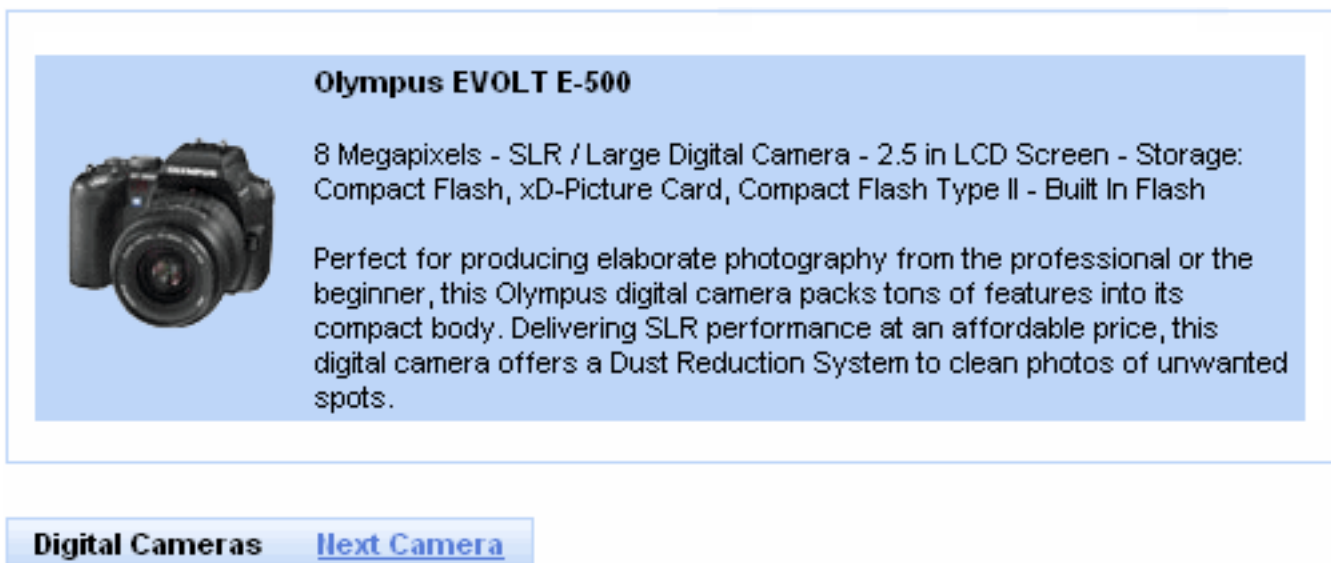 Olympus EVOLT E-500
8 Megapixels - SLR / Large Digital Camera - 2.5 in LCD Screen - Storage:
Compact Flash, xD-Picture Card, Compact Flash Type II - Built In Flash
Perfect for producing elaborate photography from the professional or the
beginner, this Olympus digital camera packs tons of features into its
compact body. Delivering SLR performance at an affordable price, this
digital camera offers a Dust Reduction System to clean photos of unwanted
spots.
OLYMPUS
Digital Cameras Next Camera